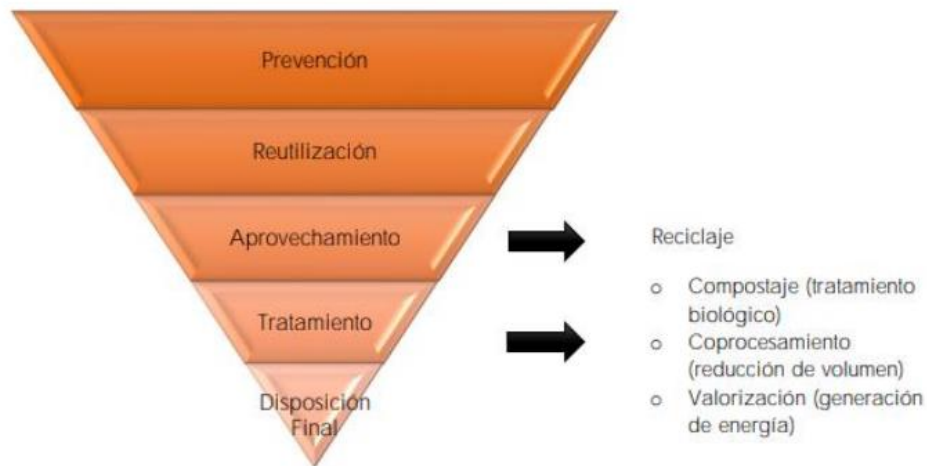 Prevención
Reutilización
Aprovechamiento
Reciclaje
Tratamiento
o Compostaje (tratamiento
biológico)
o Coprocesamiento
(reducción de volumen)
o Valorización (generación
de energía)
Disposición
Final